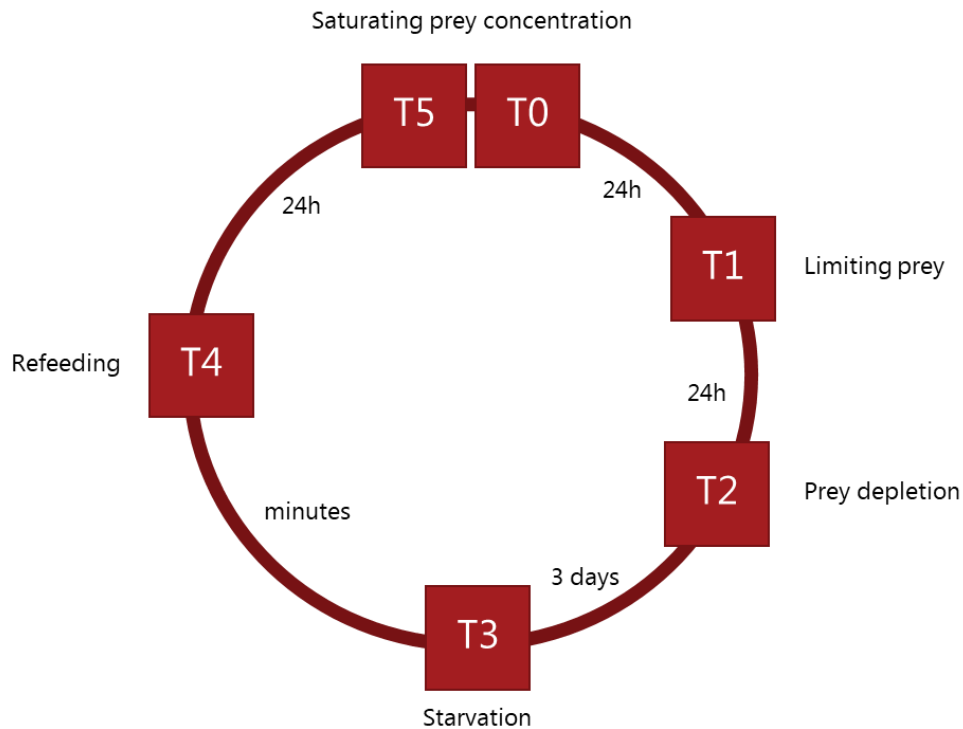 Saturating prey concentration
T5
T0
24h
24h
T1
Limiting prey
Refeeding
T4
24h
T2
Prey depletion
minutes
3 days
T3
Starvation